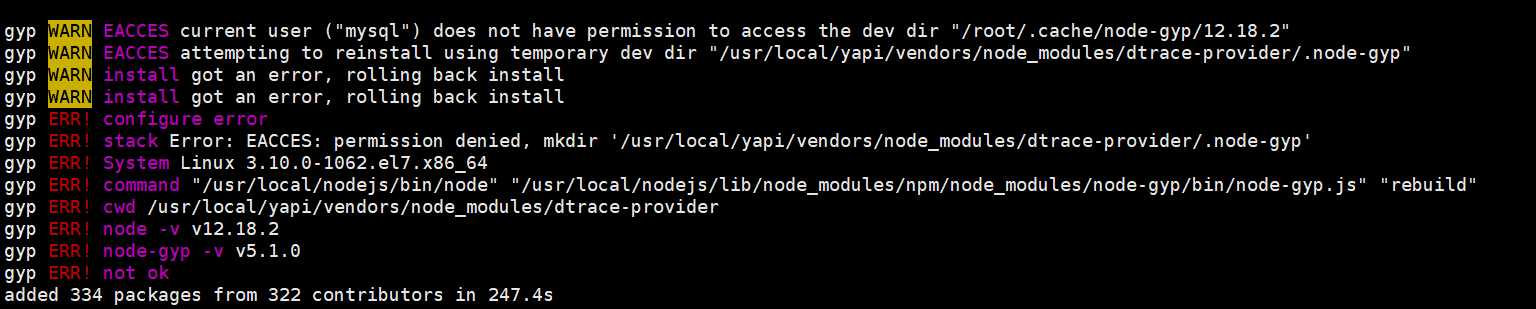 gyp WARN EACCES current user ("mysql") does not have permission to access the dev dir "/root/.cache/node-gyp/12.18.2"
gyp WARN EACCES attempting to reinstall using temporary dev dir "/usr/local/yapi/vendors/node_modules/dtrace-provider/.node-gyp"
gyp WARN install got an error, rolling back install
gyp WARN install got an error, rolling back install
gyp ERR! configure error
gyp ERR! stack Error: EACCES: permission denied, mkdir '/usr/local/yapi/vendors/node_modules/dtrace-provider/.node-gyp'
gyp ERR! System Linux 3.10.0-1062.el7.x86_64
gyp ERR! command "/usr/local/nodejs/bin/node" "/usr/local/nodejs/lib/node_modules/npm/node_modules/node-gyp/bin/node-gyp.js" "rebuild"
gyp ERR! cwd /usr/local/yapi/vendors/node_modules/dtrace-provider
gyp ERR! node -v v12.18.2
gyp ERR! node-gyp -v v5.1.0
gyp ERR! not ok
added 334 packages from 322 contributors in 247.4s